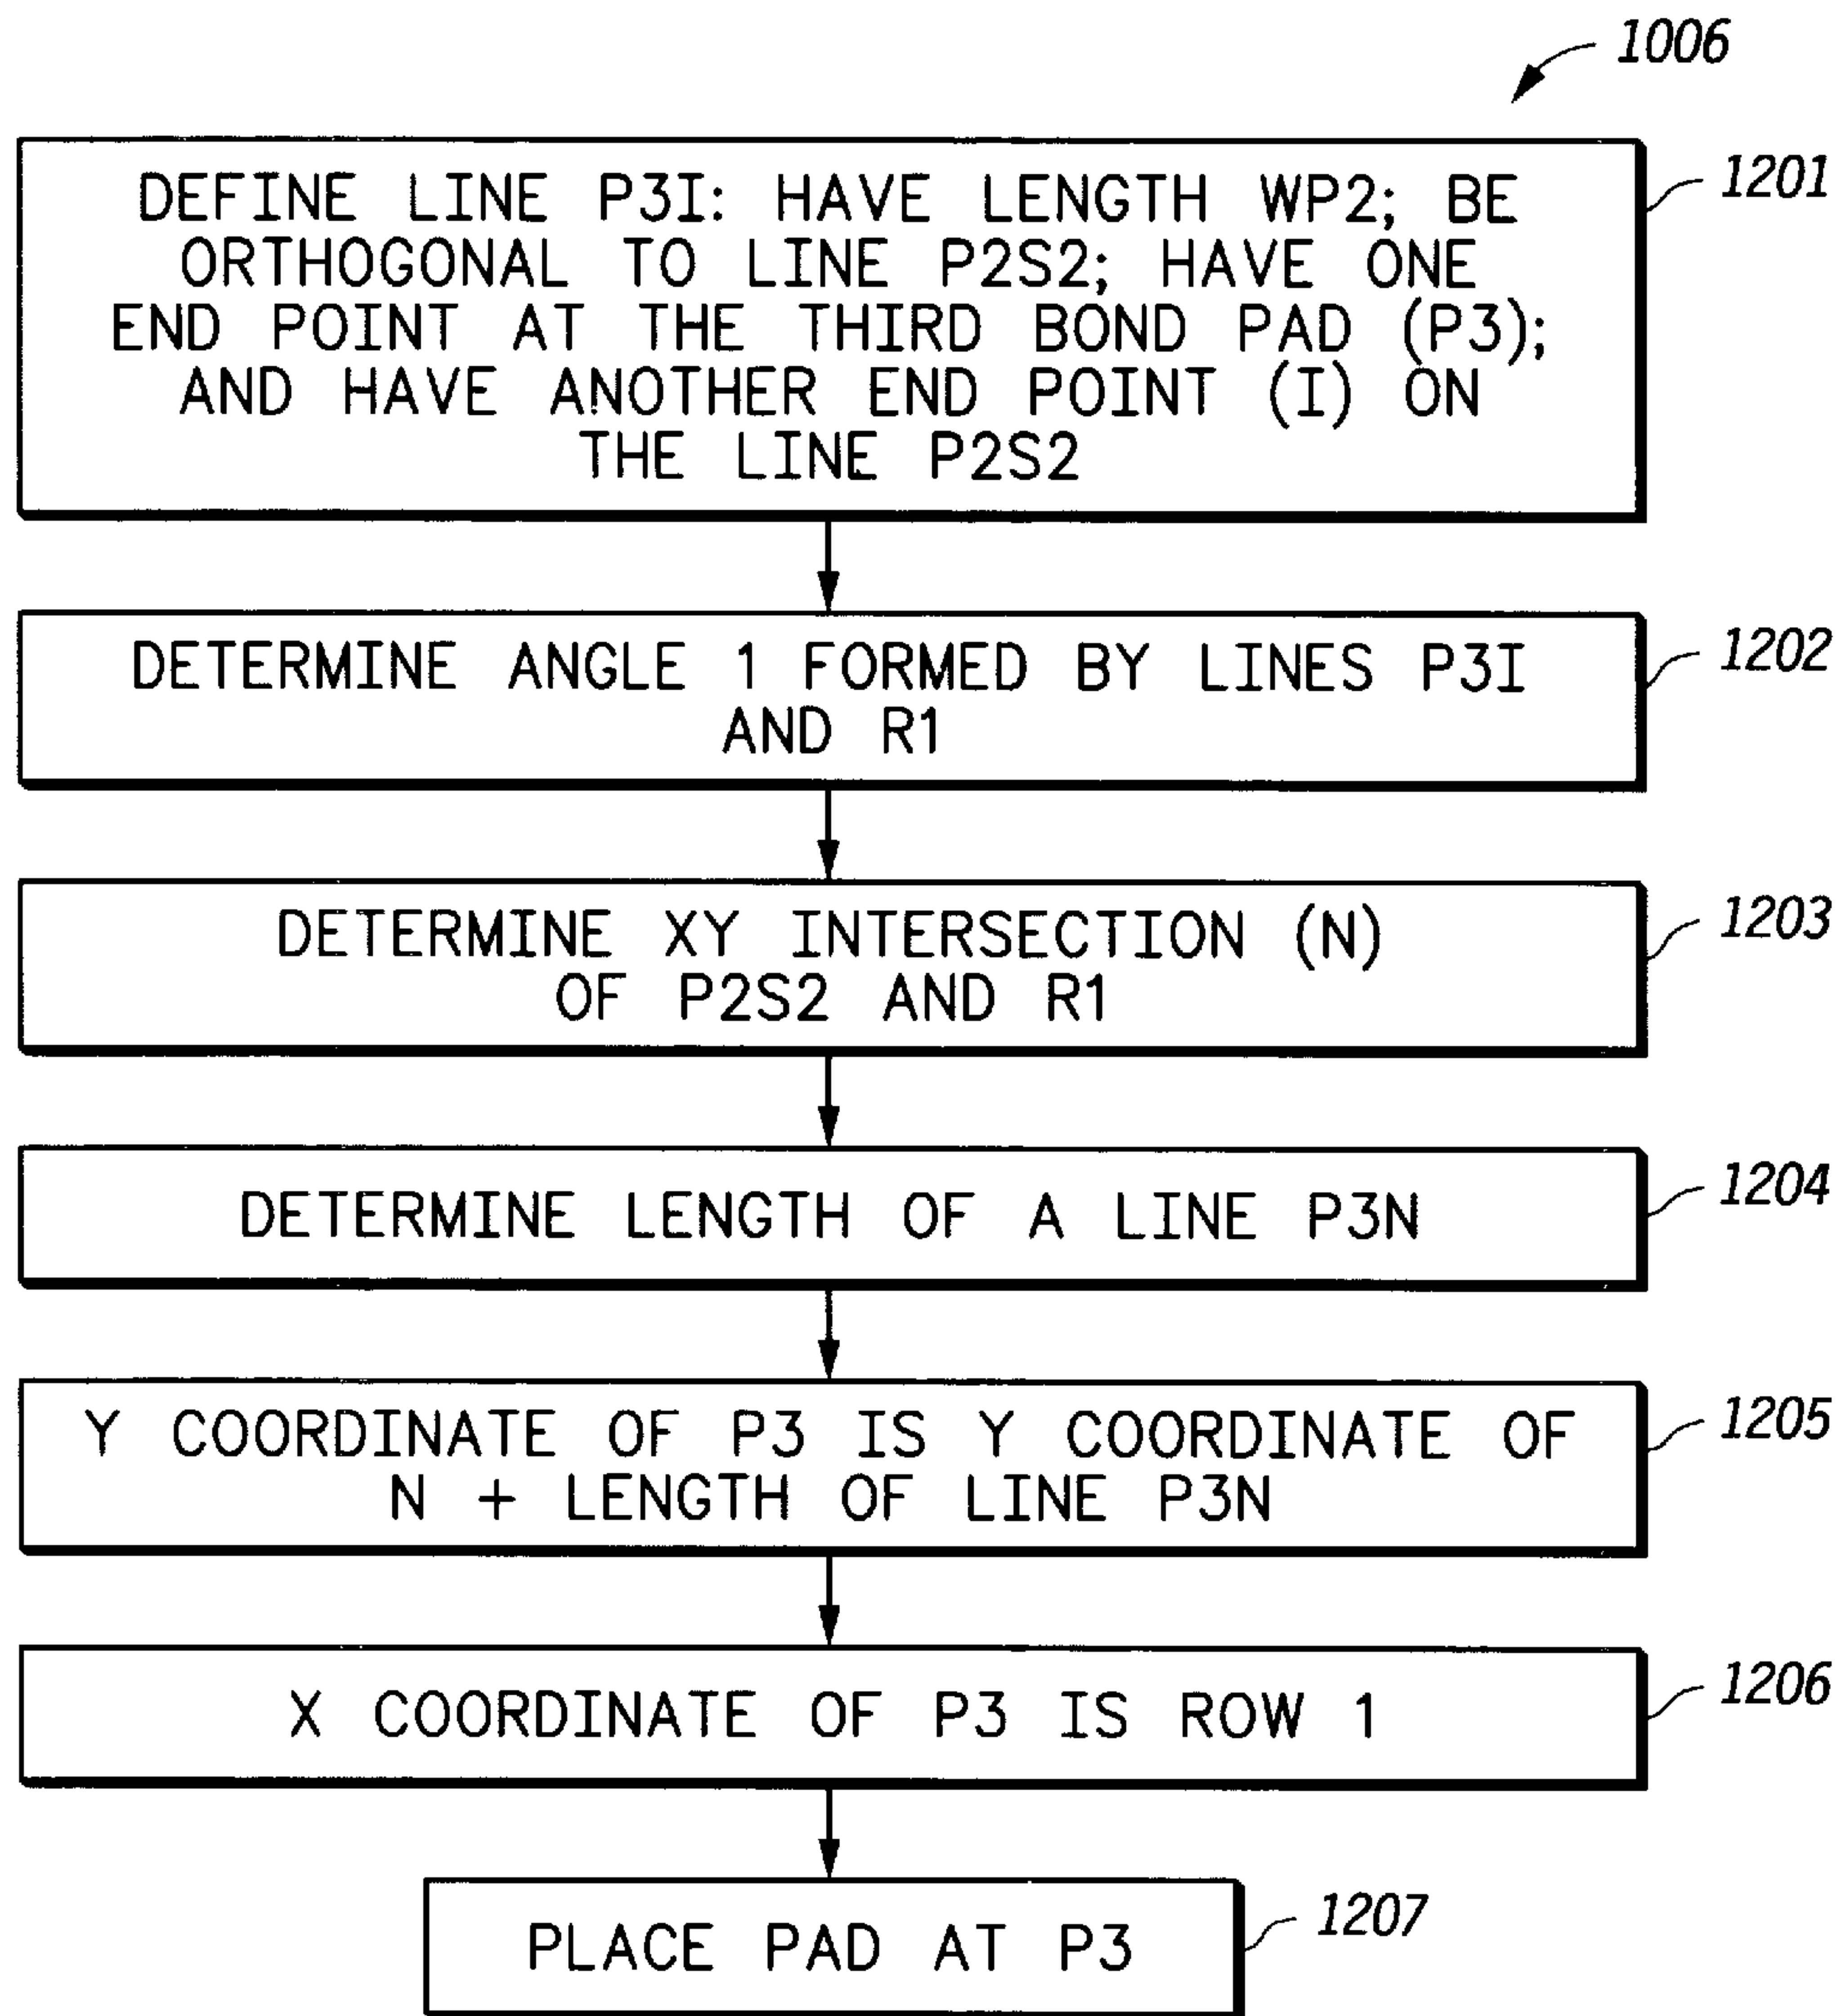 1006
DEFINE LINE P3I: HAVE LENGTH WP2; BE
ORTHOGONAL TO LINE P2S2; HAVE ONE
END POINT AT THE THIRD BOND PAD (P3);
AND HAVE ANOTHER END POINT (I) ON
THE LINE P2S2
1201
DETERMINE ANGLE 1 FORMED BY LINES P3I
AND R1
1202
DETERMINE XY INTERSECTION (N)
OF P2S2 AND R1
1203
DETERMINE LENGTH OF A LINE P3N
1204
Y COORDINATE OF P3 IS Y COORDINATE OF
N + LENGTH OF LINE P3N
1205
X COORDINATE OF P3 IS ROW 1
1206
PLACE PAD AT P3
1207